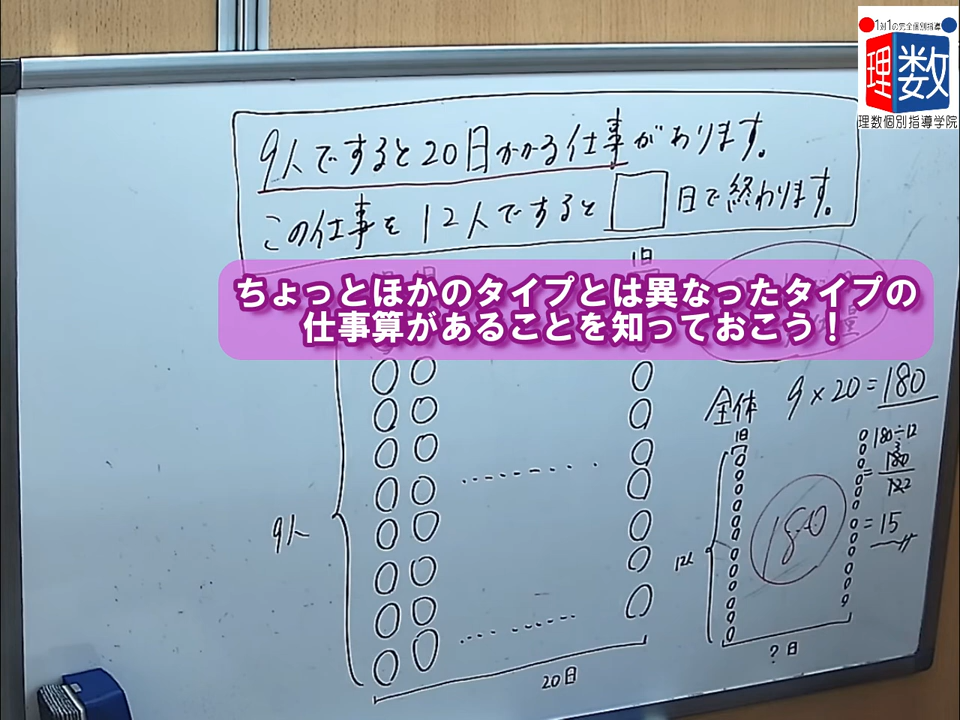 1対1の完全個別指導
理数
理数個別指導学院
9人ですると20日かかる仕事があります。
この仕事を12人ですると□日で終わります。
ちょっとほかのタイプとは異なったタイプの
仕事算があることを知っておこう！
9人
20日
全体 9×20=180
180÷12
=15
180
12人
?日